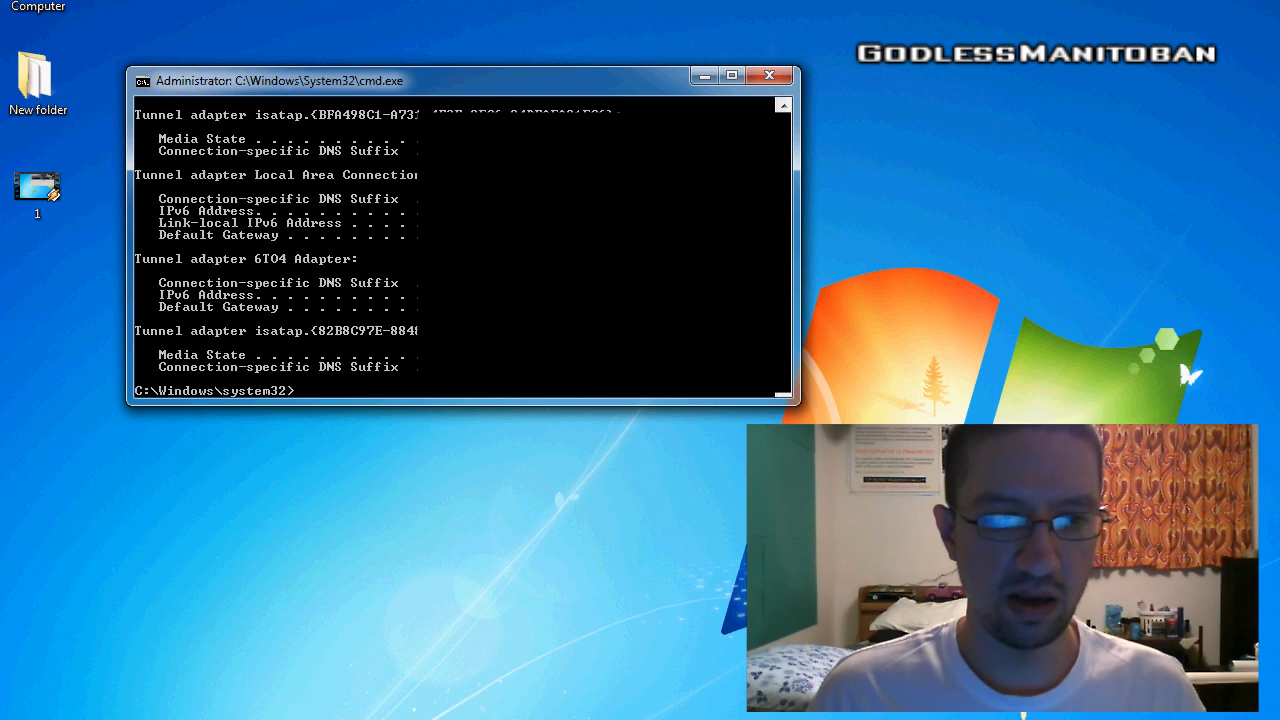 Computer
GODLESSMANITOBAN
New folder
1
Administrator: C:\Windows\System32\cmd.exe
Tunnel adapter isatap.{BFA498C1-A731
Media State . . . . . . . . . . .
Connection-specific DNS Suffix  .
Tunnel adapter Local Area Connection
Connection-specific DNS Suffix  .
IPv6 Address. . . . . . . . . . .
Link-local IPv6 Address . . . . .
Default Gateway . . . . . . . . .
Tunnel adapter 6TO4 Adapter:
Connection-specific DNS Suffix  .
IPv6 Address. . . . . . . . . . .
Default Gateway . . . . . . . . .
Tunnel adapter isatap.{82B8C97E-8848
Media State . . . . . . . . . . .
Connection-specific DNS Suffix  .
C:\Windows\system32>